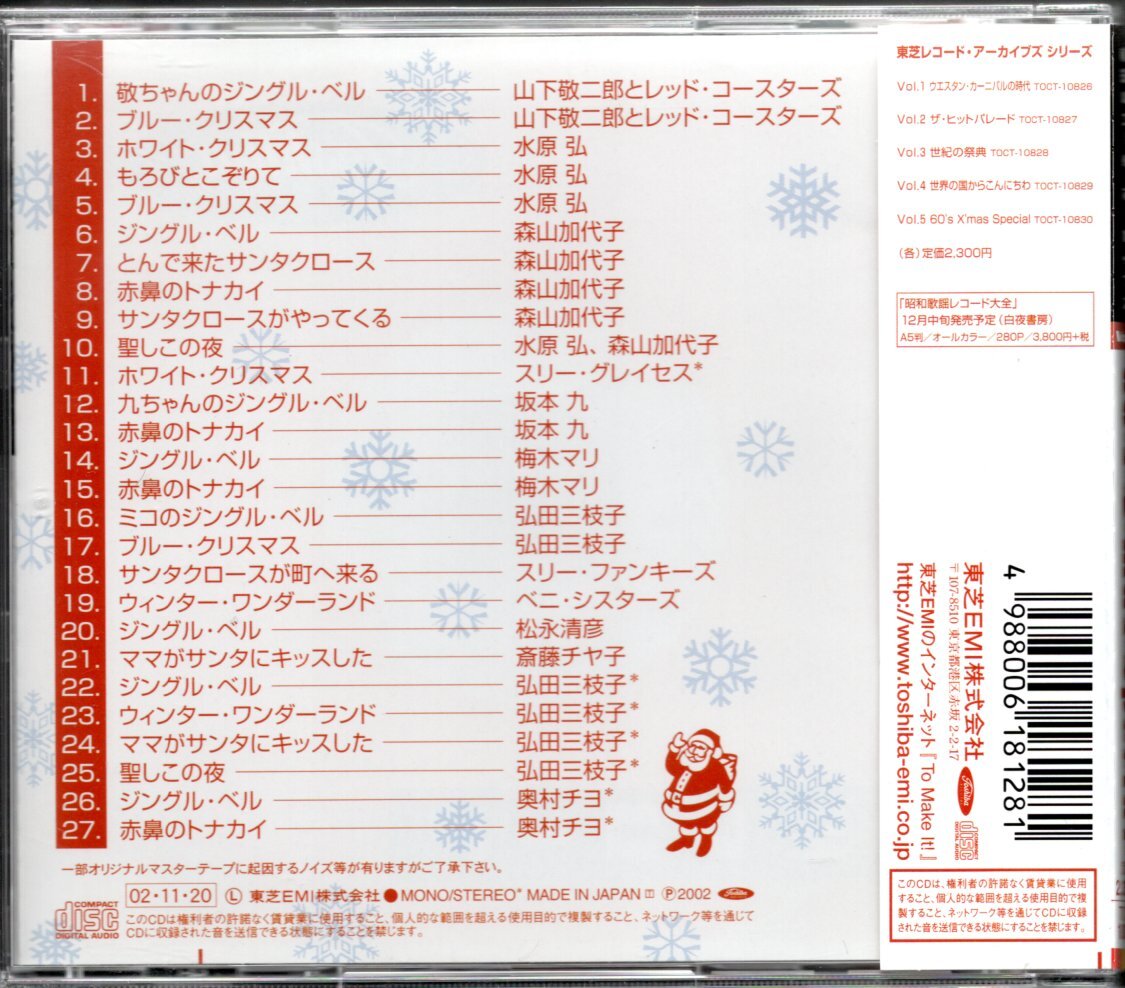 1. 敬ちゃんのジングル・ベル 山下敬二郎とレッド・コースターズ
2. ブルー・クリスマス 山下敬二郎とレッド・コースターズ
3. ホワイト・クリスマス 水原 弘
4. もろびとこぞりて 水原 弘
5. ブルー・クリスマス 水原 弘
6. ジングル・ベル 森山加代子
7. とんで来たサンタクロース 森山加代子
8. 赤鼻のトナカイ 森山加代子
9. サンタクロースがやってくる 森山加代子
10. 聖しこの夜 水原 弘、森山加代子
11. ホワイト・クリスマス スリー・グレイセス*
12. 九ちゃんのジングル・ベル 坂本 九
13. 赤鼻のトナカイ 坂本 九
14. ジングル・ベル 梅木マリ
15. 赤鼻のトナカイ 梅木マリ
16. ミコのジングル・ベル 弘田三枝子
17. ブルー・クリスマス 弘田三枝子
18. サンタクロースが町へ来る スリー・ファンキーズ
19. ウィンター・ワンダーランド ベニ・シスターズ
20. ジングル・ベル 松永清彦
21. ママがサンタにキッスした 斎藤チヤ子
22. ジングル・ベル 弘田三枝子*
23. ウィンター・ワンダーランド 弘田三枝子*
24. ママがサンタにキッスした 弘田三枝子*
25. 聖しこの夜 弘田三枝子*
26. ジングル・ベル 奥村チヨ*
27. 赤鼻のトナカイ 奥村チヨ*
一部オリジナルマスターテープに起因するノイズ等が有りますがご了承下さい。
COMPACT disc DIGITAL AUDIO
02・11・20 Ⓛ 東芝EMI株式会社 ●MONO/STEREO* MADE IN JAPAN Ⓟ2002 Toshiba
このCDは、権利者の許諾なく賃貸業に使用すること、個人的な範囲を超える使用目的で複製すること、ネットワーク等を通じて
CDに収録された音を送信できる状態にすることを禁じます。
東芝レコード・アーカイブズ シリーズ
Vol.1 ウエスタン・カーニバルの時代 TOCT-10826
Vol.2 ザ・ヒットパレード TOCT-10827
Vol.3 世紀の祭典 TOCT-10828
Vol.4 世界の国からこんにちわ TOCT-10829
Vol.5 60's X'mas Special TOCT-10830
(各)定価2,300円
「昭和歌謡レコード大全」
12月中旬発売予定(白夜書房)
A5判/オールカラー/280P/3,800円+税
4 988006 181281
東芝EMI株式会社
〒107-8510 東京都港区赤坂 2-2-17
東芝EMIのインターネット『To Make It!』
http://www.toshiba-emi.co.jp
Toshiba
COMPACT disc DIGITAL AUDIO
このCDは、権利者の許諾なく賃貸業に使用
すること、個人的な範囲を超える使用目的で複
製すること、ネットワーク等を通じてCDに収録
された音を送信できる状態にすることを禁じます。